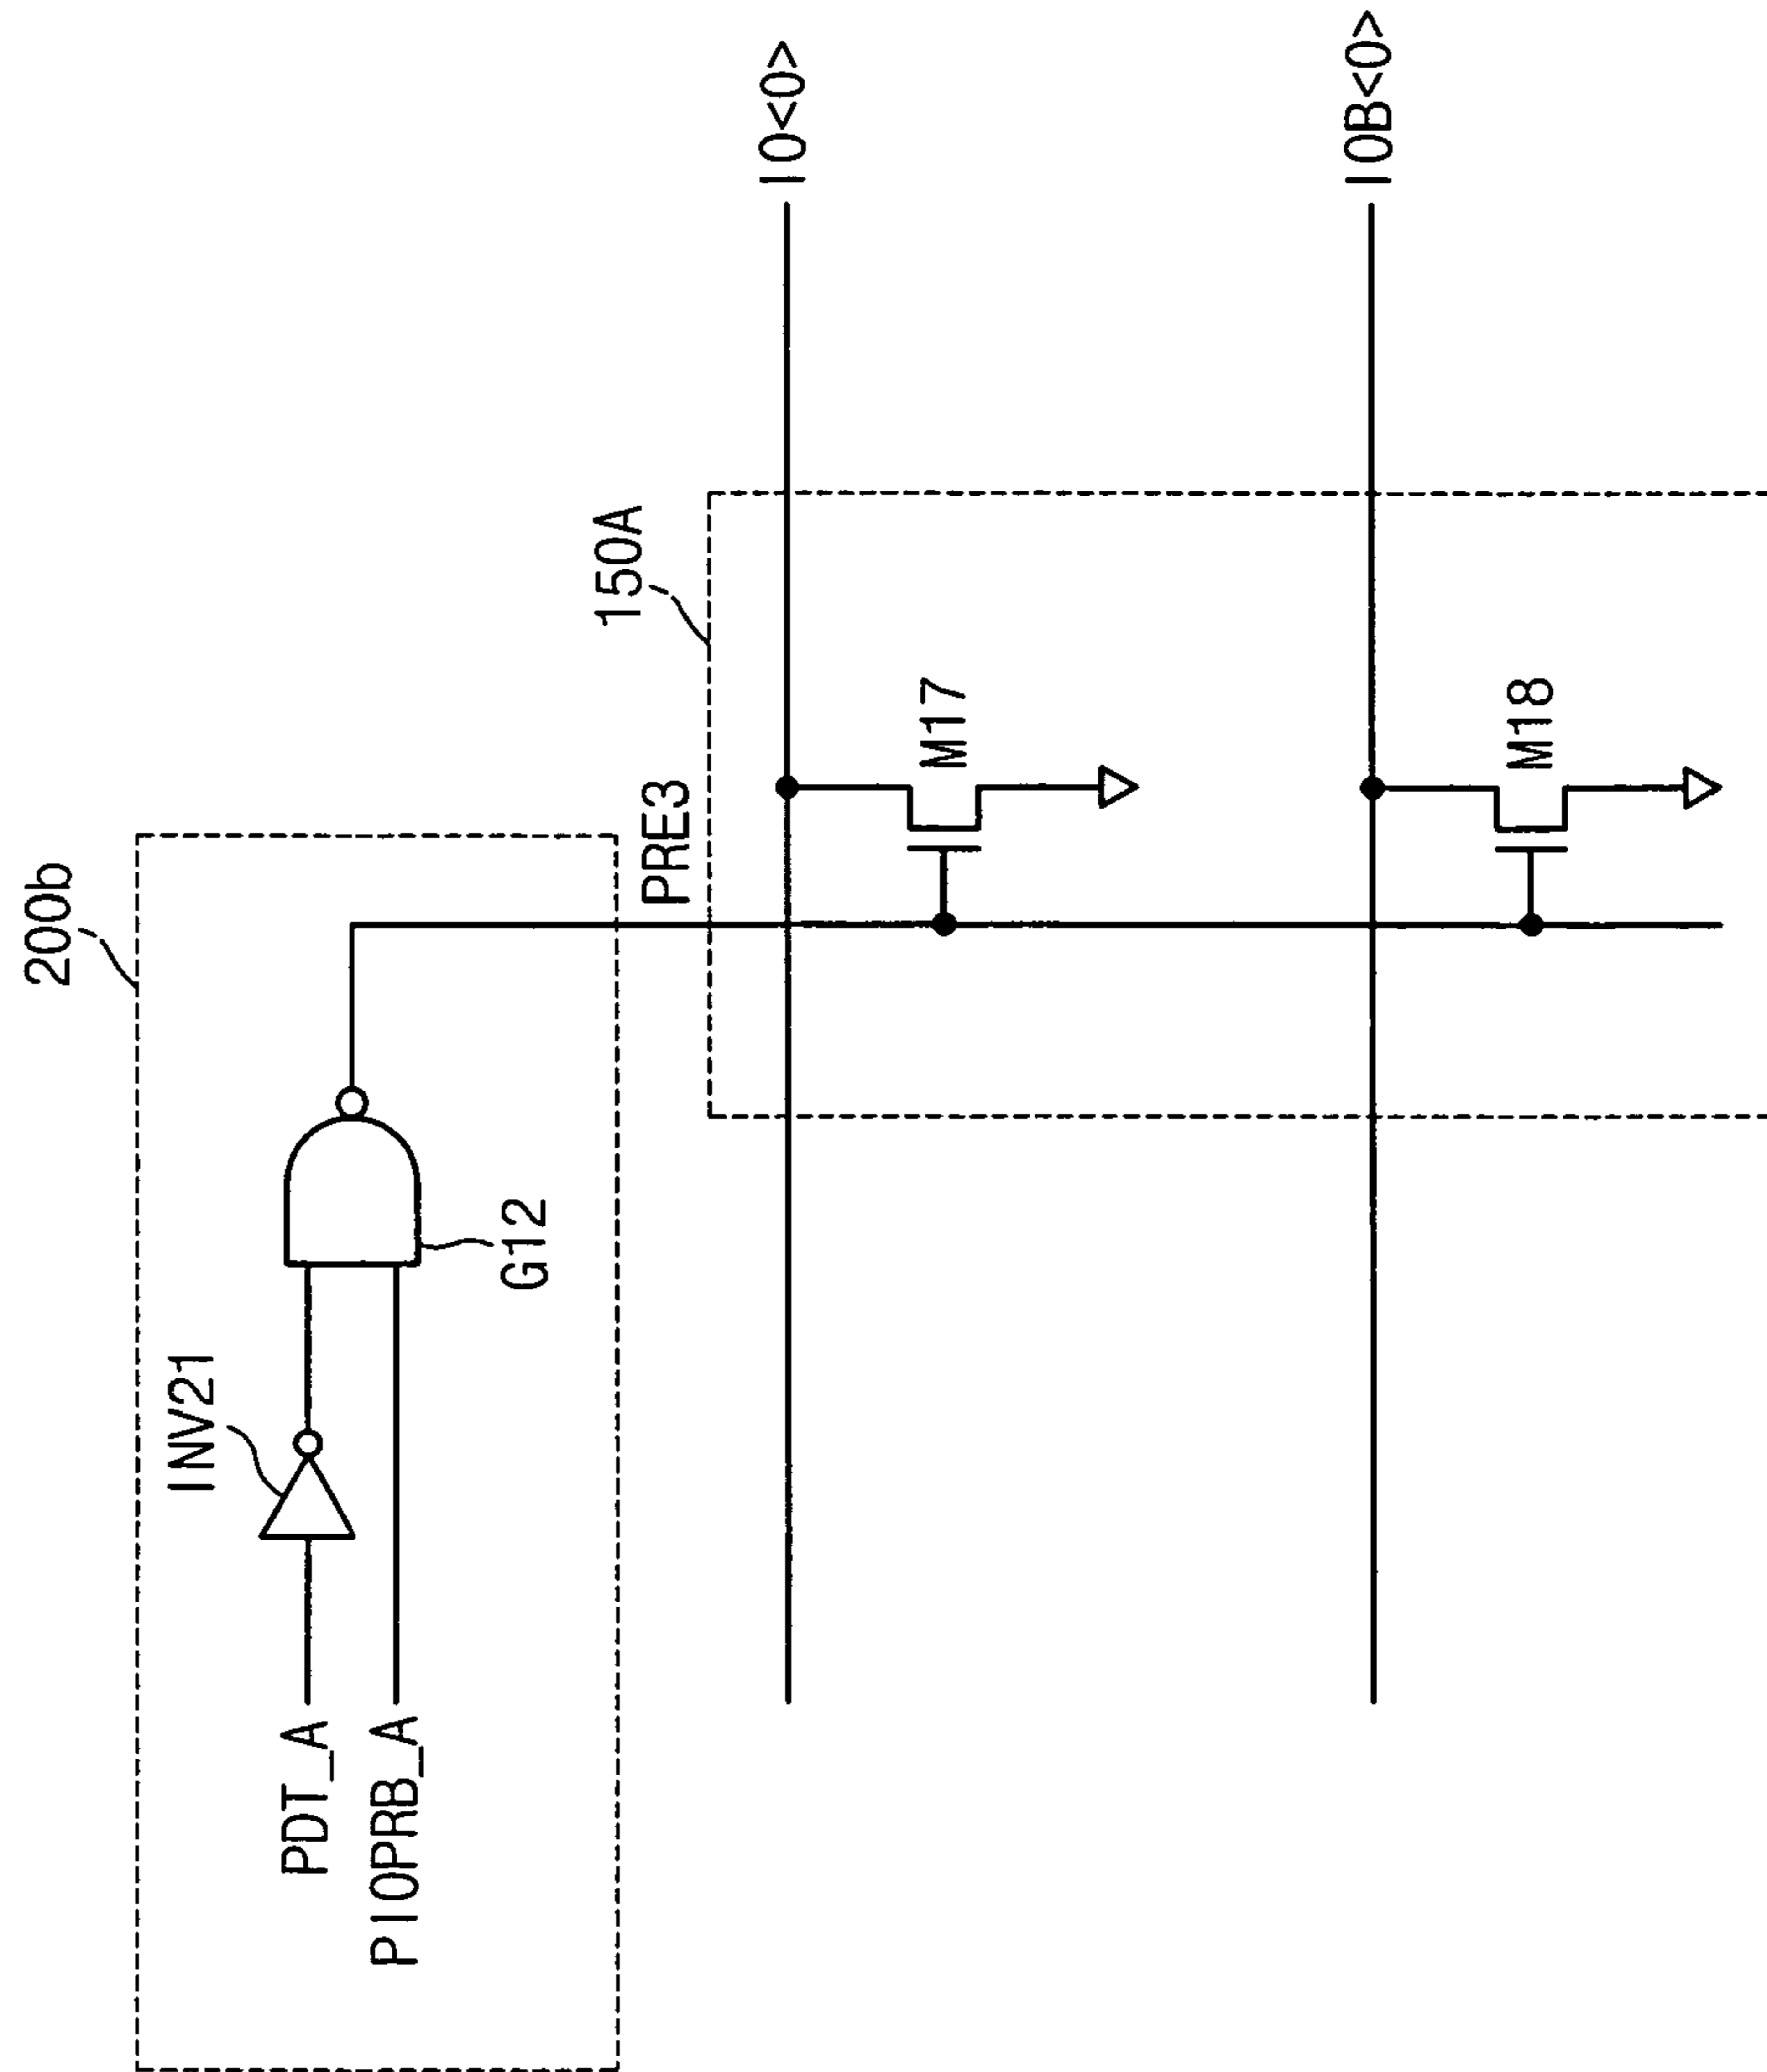 200b
INV21
PDT_A
PIOPRB_A
G12
PRE3
150A
IO<0>
M17
IOB<0>
M18